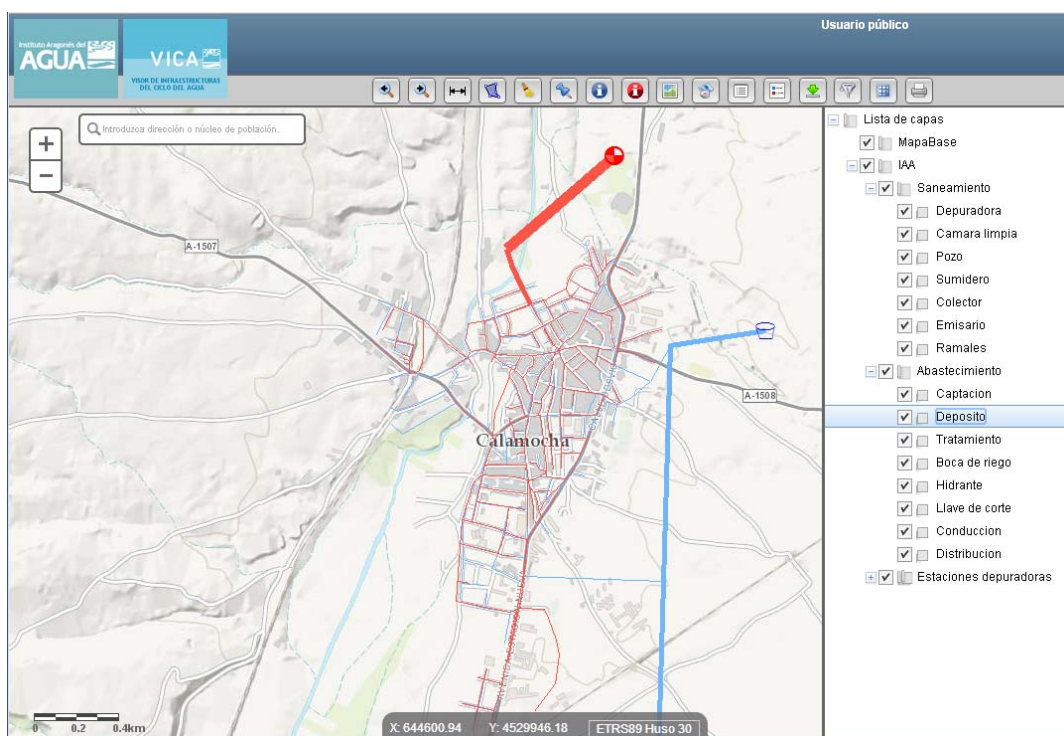 Usuario público
Instituto Aragonés del
AGUA
VICA
VISOR DE INFRAESTRUCTURAS
DEL CICLO DEL AGUA
Introduzca dirección o núcleo de población.
+
−
A-1507
A-1508
Calamocha
0 0.2 0.4km
X: 644600.94 Y: 4529946.18 ETRS89 Huso 30
Lista de capas
MapaBase
IAA
Saneamiento
Depuradora
Camara limpia
Pozo
Sumidero
Colector
Emisario
Ramales
Abastecimiento
Captacion
Deposito
Tratamiento
Boca de riego
Hidrante
Llave de corte
Conduccion
Distribucion
Estaciones depuradoras